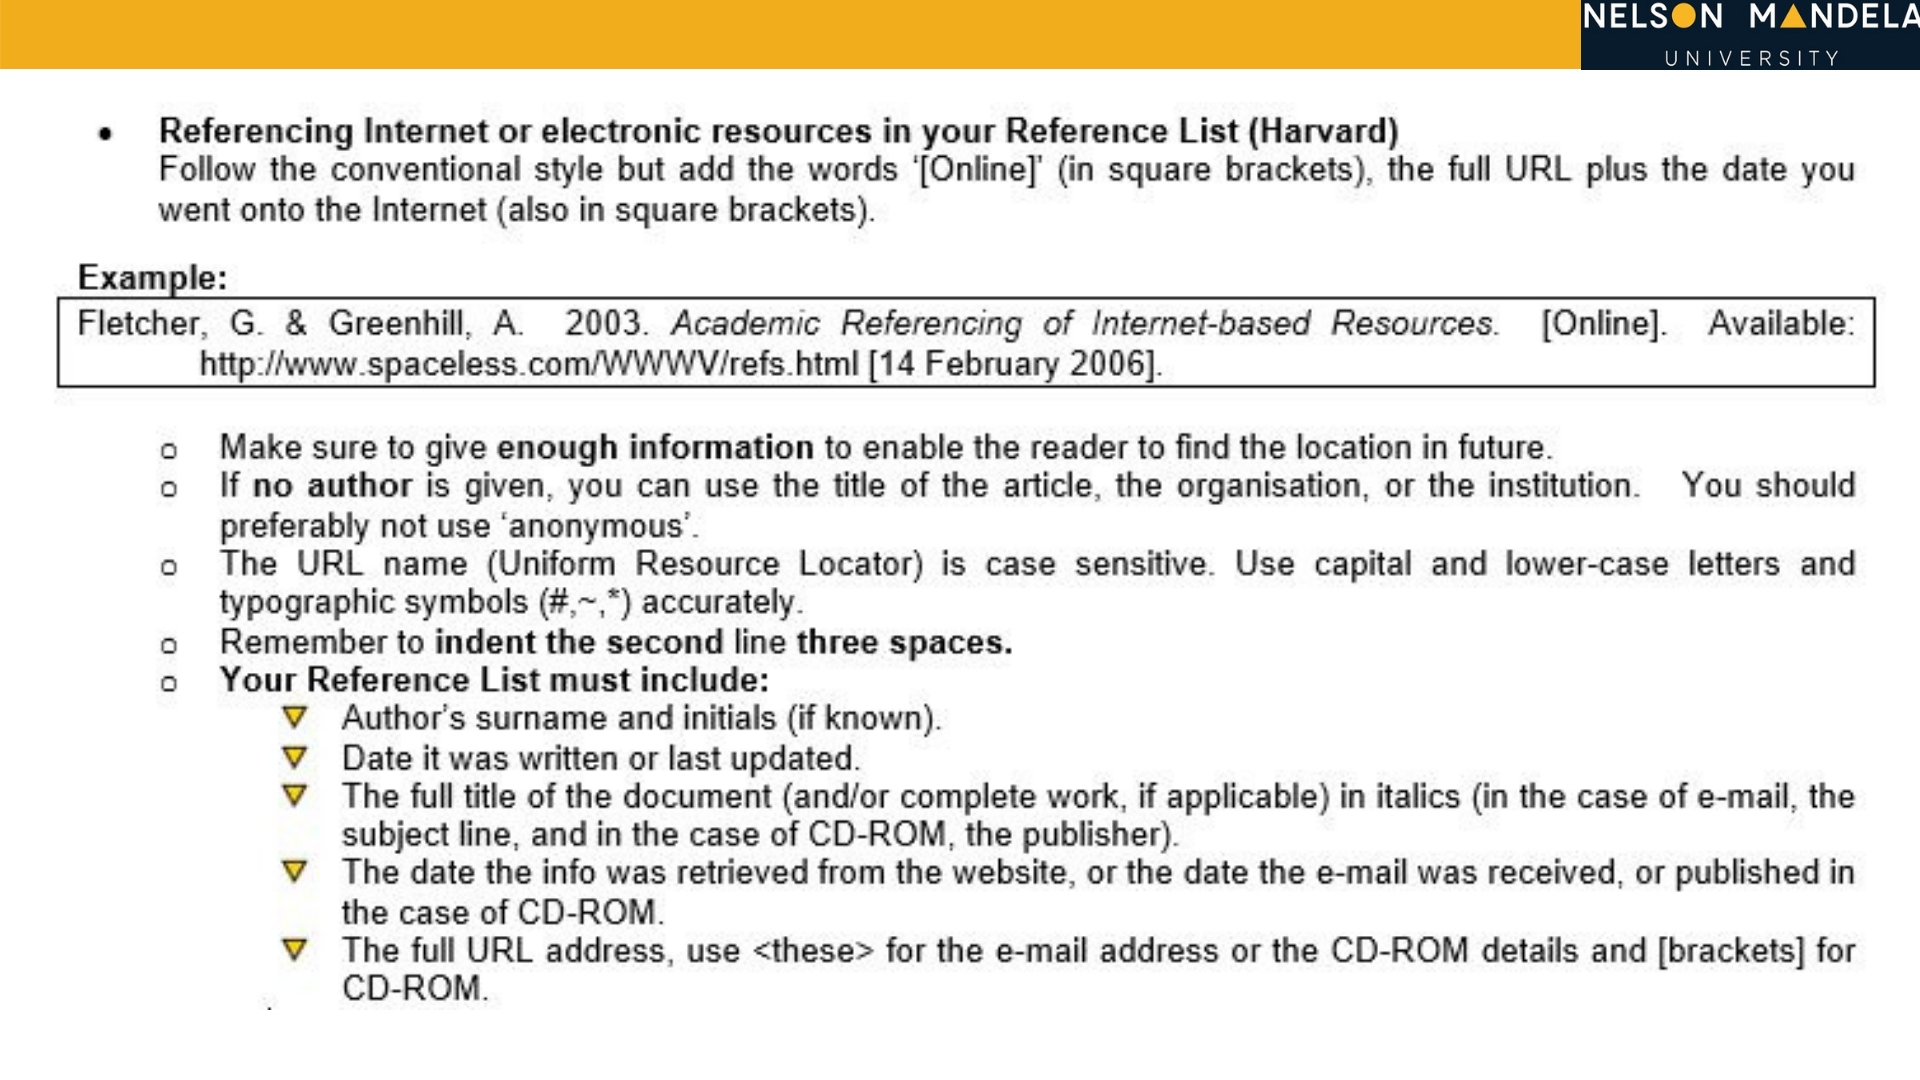 NELSON MANDELA
UNIVERSITY
• Referencing Internet or electronic resources in your Reference List (Harvard)
Follow the conventional style but add the words ‘[Online]’ (in square brackets), the full URL plus the date you
went onto the Internet (also in square brackets).
Example:
Fletcher, G. & Greenhill, A. 2003. Academic Referencing of Internet-based Resources. [Online]. Available:
http://www.spaceless.com/WWWV/refs.html [14 February 2006].
o Make sure to give enough information to enable the reader to find the location in future.
o If no author is given, you can use the title of the article, the organisation, or the institution. You should
preferably not use ‘anonymous’.
o The URL name (Uniform Resource Locator) is case sensitive. Use capital and lower-case letters and
typographic symbols (#,~,*) accurately.
o Remember to indent the second line three spaces.
o Your Reference List must include:
Author’s surname and initials (if known).
Date it was written or last updated.
The full title of the document (and/or complete work, if applicable) in italics (in the case of e-mail, the
subject line, and in the case of CD-ROM, the publisher).
The date the info was retrieved from the website, or the date the e-mail was received, or published in
the case of CD-ROM.
The full URL address, use <these> for the e-mail address or the CD-ROM details and [brackets] for
CD-ROM.